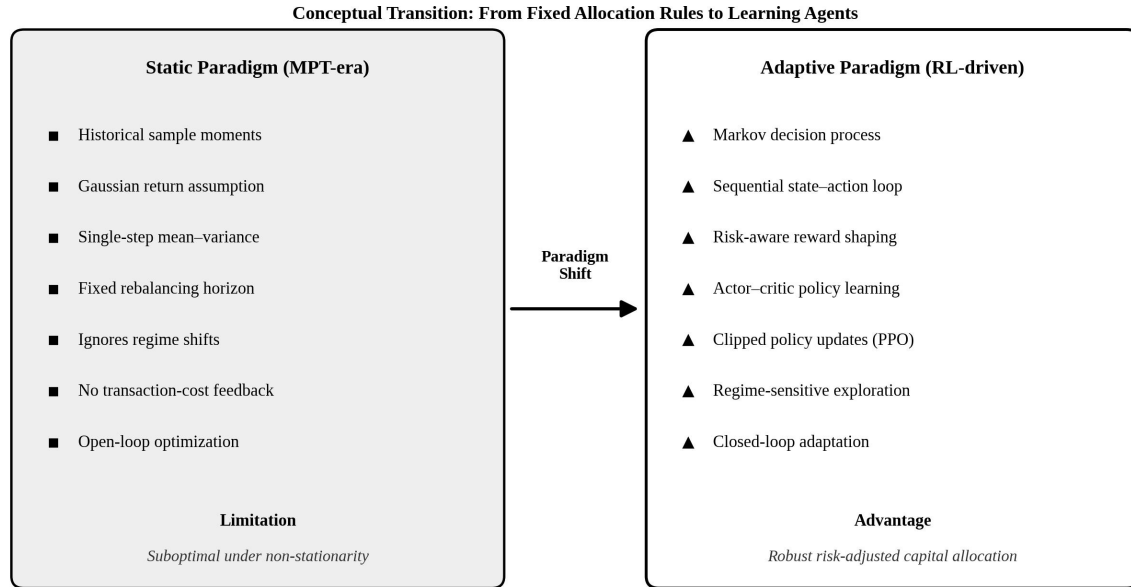 Conceptual Transition: From Fixed Allocation Rules to Learning Agents
Static Paradigm (MPT-era)
Historical sample moments
Gaussian return assumption
Single-step mean–variance
Fixed rebalancing horizon
Ignores regime shifts
No transaction-cost feedback
Open-loop optimization
Limitation
Suboptimal under non-stationarity
Paradigm
Shift
Adaptive Paradigm (RL-driven)
Markov decision process
Sequential state–action loop
Risk-aware reward shaping
Actor–critic policy learning
Clipped policy updates (PPO)
Regime-sensitive exploration
Closed-loop adaptation
Advantage
Robust risk-adjusted capital allocation